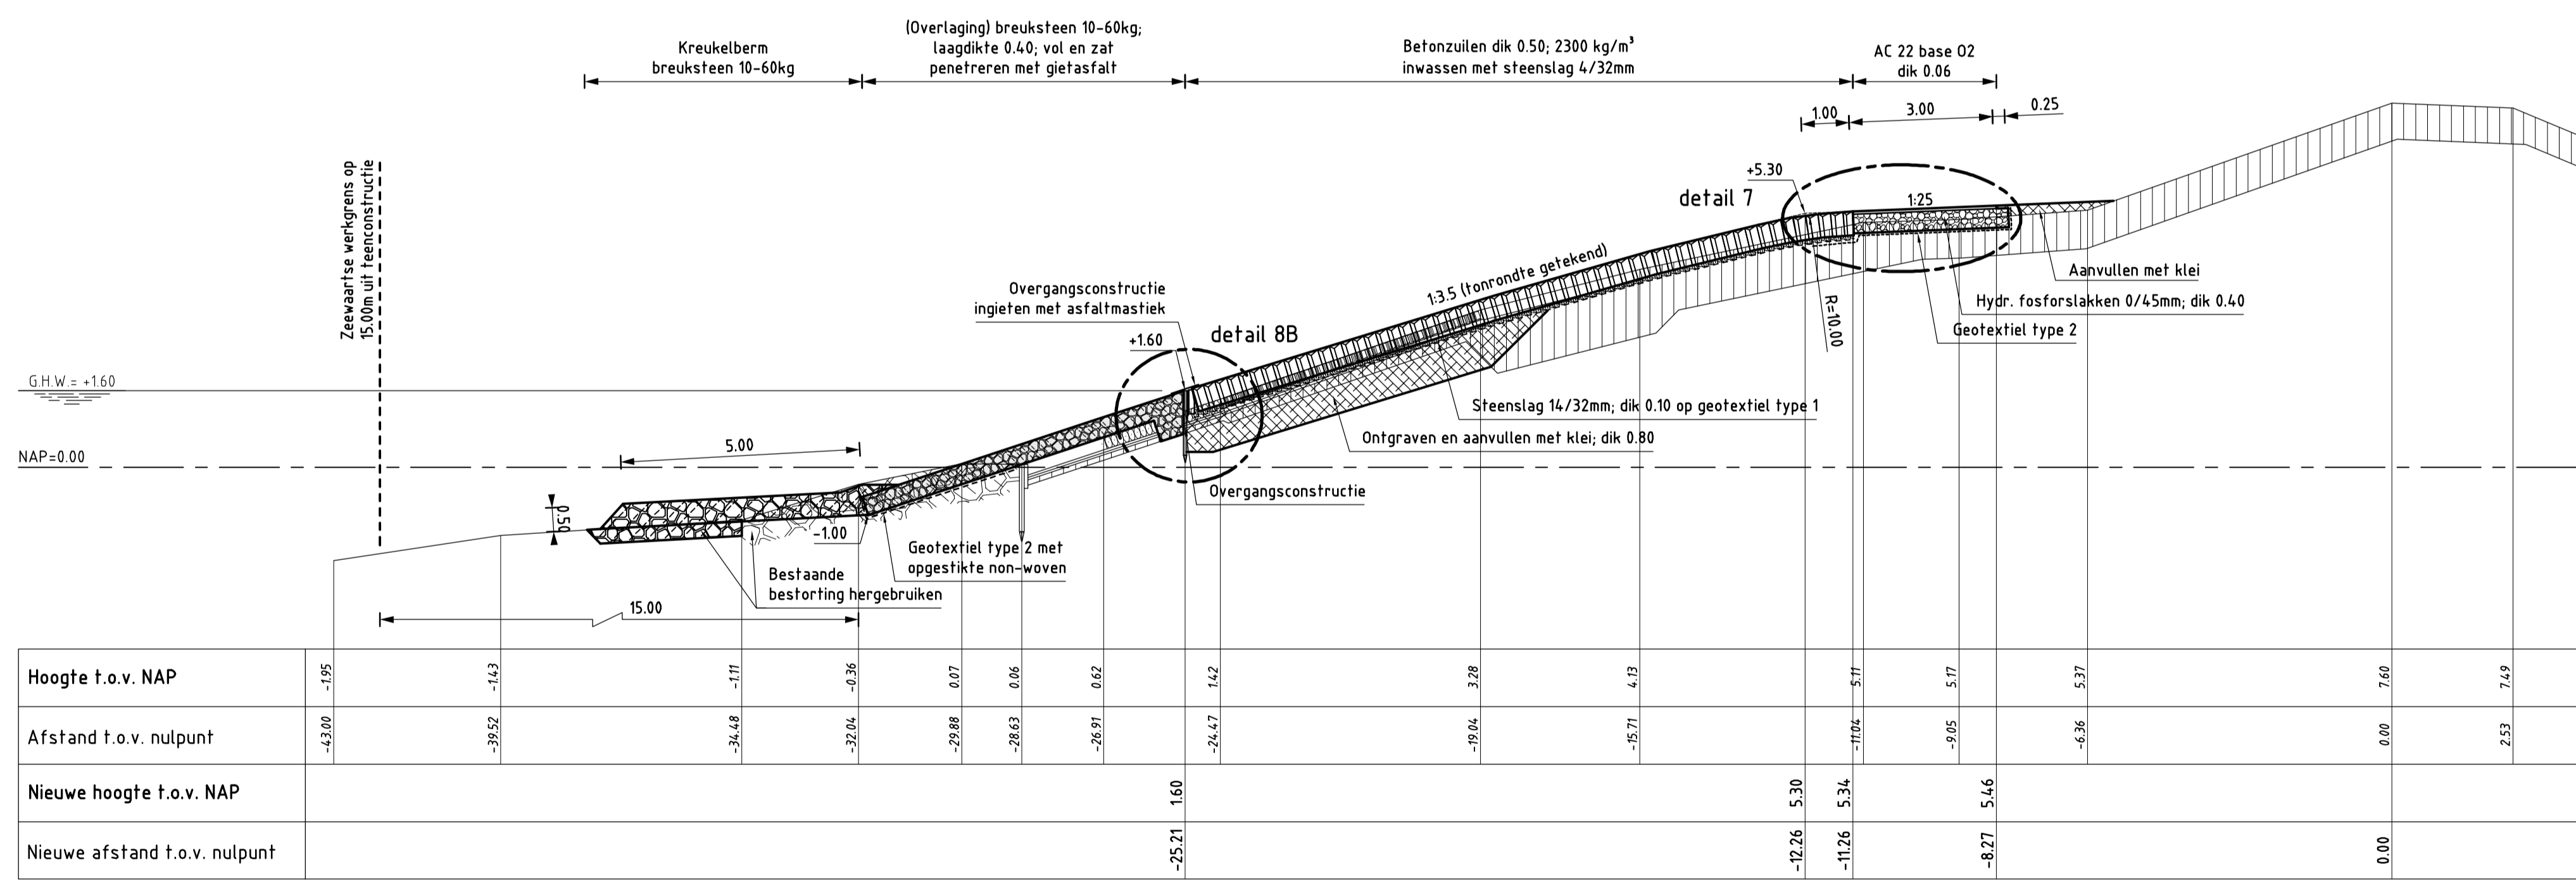 Kreukelberm
breuksteen 10-60kg
(Overlaging) breuksteen 10-60kg;
laagdikte 0.40; vol en zat
penetreren met gietasfalt
Betonzuilen dik 0.50; 2300 kg/m³
inwassen met steenslag 4/32mm
AC 22 base O2
dik 0.06
1.00
3.00
0.25
Zeewaartse werkgrens op
15.00m uit teenconstructie
+5.30
detail 7
1:25
1:3.5 (tonrondte getekend)
Aanvullen met klei
Hydr. fosforslakken 0/45mm; dik 0.40
Geotextiel type 2
R=10.00
Overgangsconstructie
ingieten met asfaltmastiek
+1.60
detail 8B
G.H.W.= +1.60
NAP=0.00
5.00
0.50
Steenslag 14/32mm; dik 0.10 op geotextiel type 1
Ontgraven en aanvullen met klei; dik 0.80
Overgangsconstructie
-1.00
Geotextiel type 2 met
opgestikte non-woven
Bestaande
bestorting hergebruiken
15.00
Hoogte t.o.v. NAP -1.95 -1.43 -1.11 -0.36 0.07 0.06 0.62 1.42 3.28 4.13 5.11 5.17 5.37 7.60 7.49
Afstand t.o.v. nulpunt -43.00 -39.52 -34.48 -32.04 -29.88 -28.63 -26.91 -24.47 -19.04 -15.71 -11.04 -9.05 -6.36 0.00 2.53
Nieuwe hoogte t.o.v. NAP 1.60 5.30 5.34 5.46
Nieuwe afstand t.o.v. nulpunt -25.21 -12.26 -11.26 -8.27 0.00